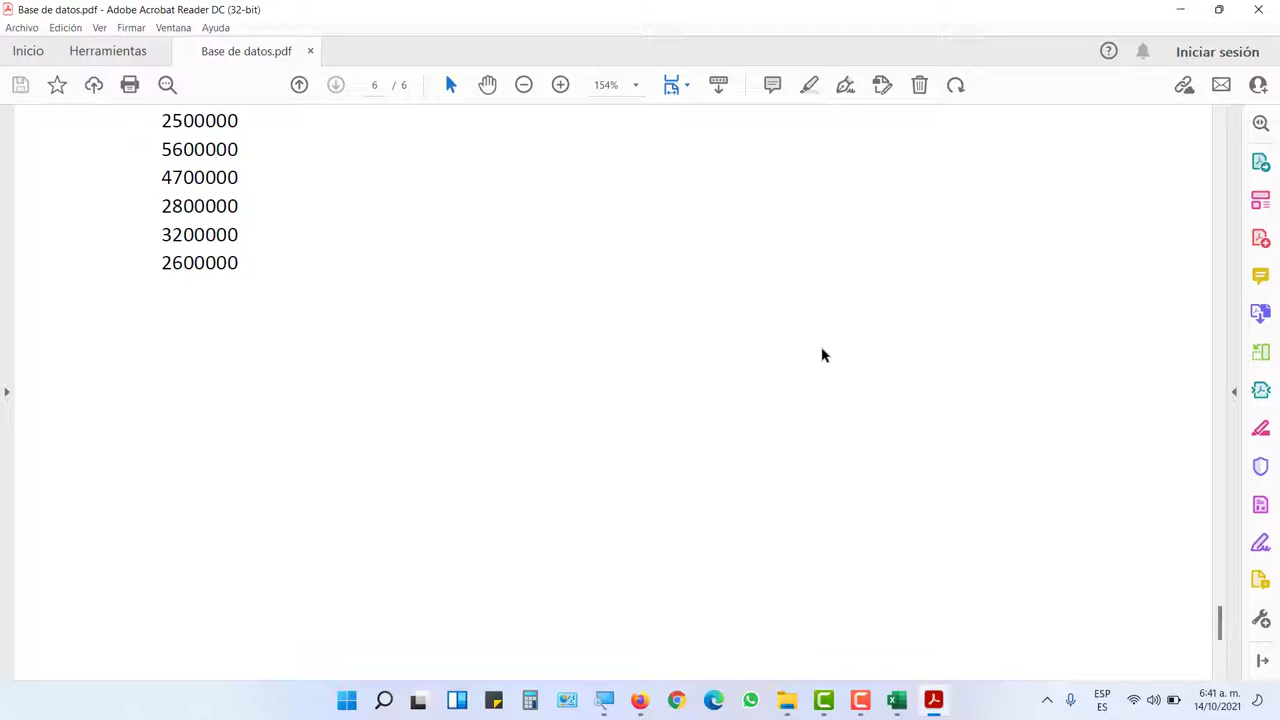 Base de datos.pdf - Adobe Acrobat Reader DC (32-bit)
Archivo Edición Ver Firmar Ventana Ayuda
Inicio Herramientas Base de datos.pdf × Iniciar sesión
6 / 6 154%
2500000
5600000
4700000
2800000
3200000
2600000
ESP
ES
6:41 a. m.
14/10/2021